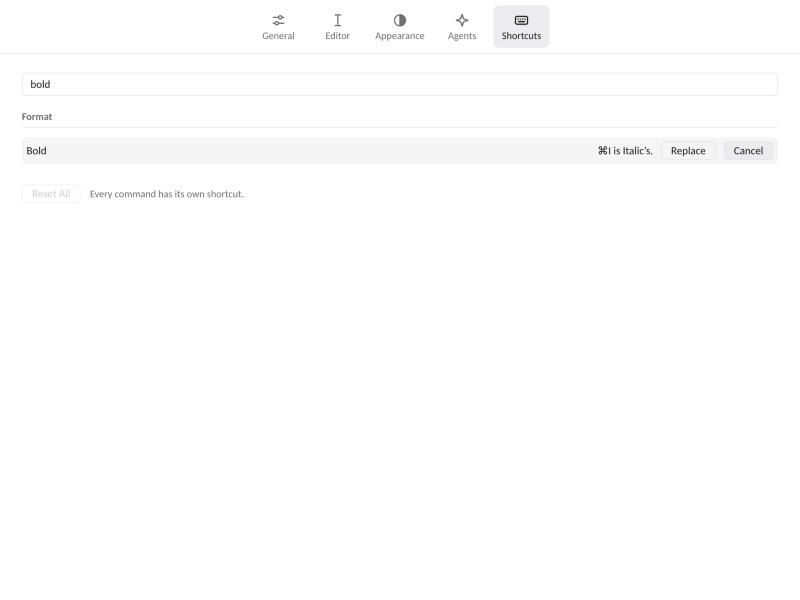 General
Editor
Appearance
Agents
Shortcuts
bold
Format
Bold
⌘I is Italic’s.
Replace
Cancel
Reset All
Every command has its own shortcut.